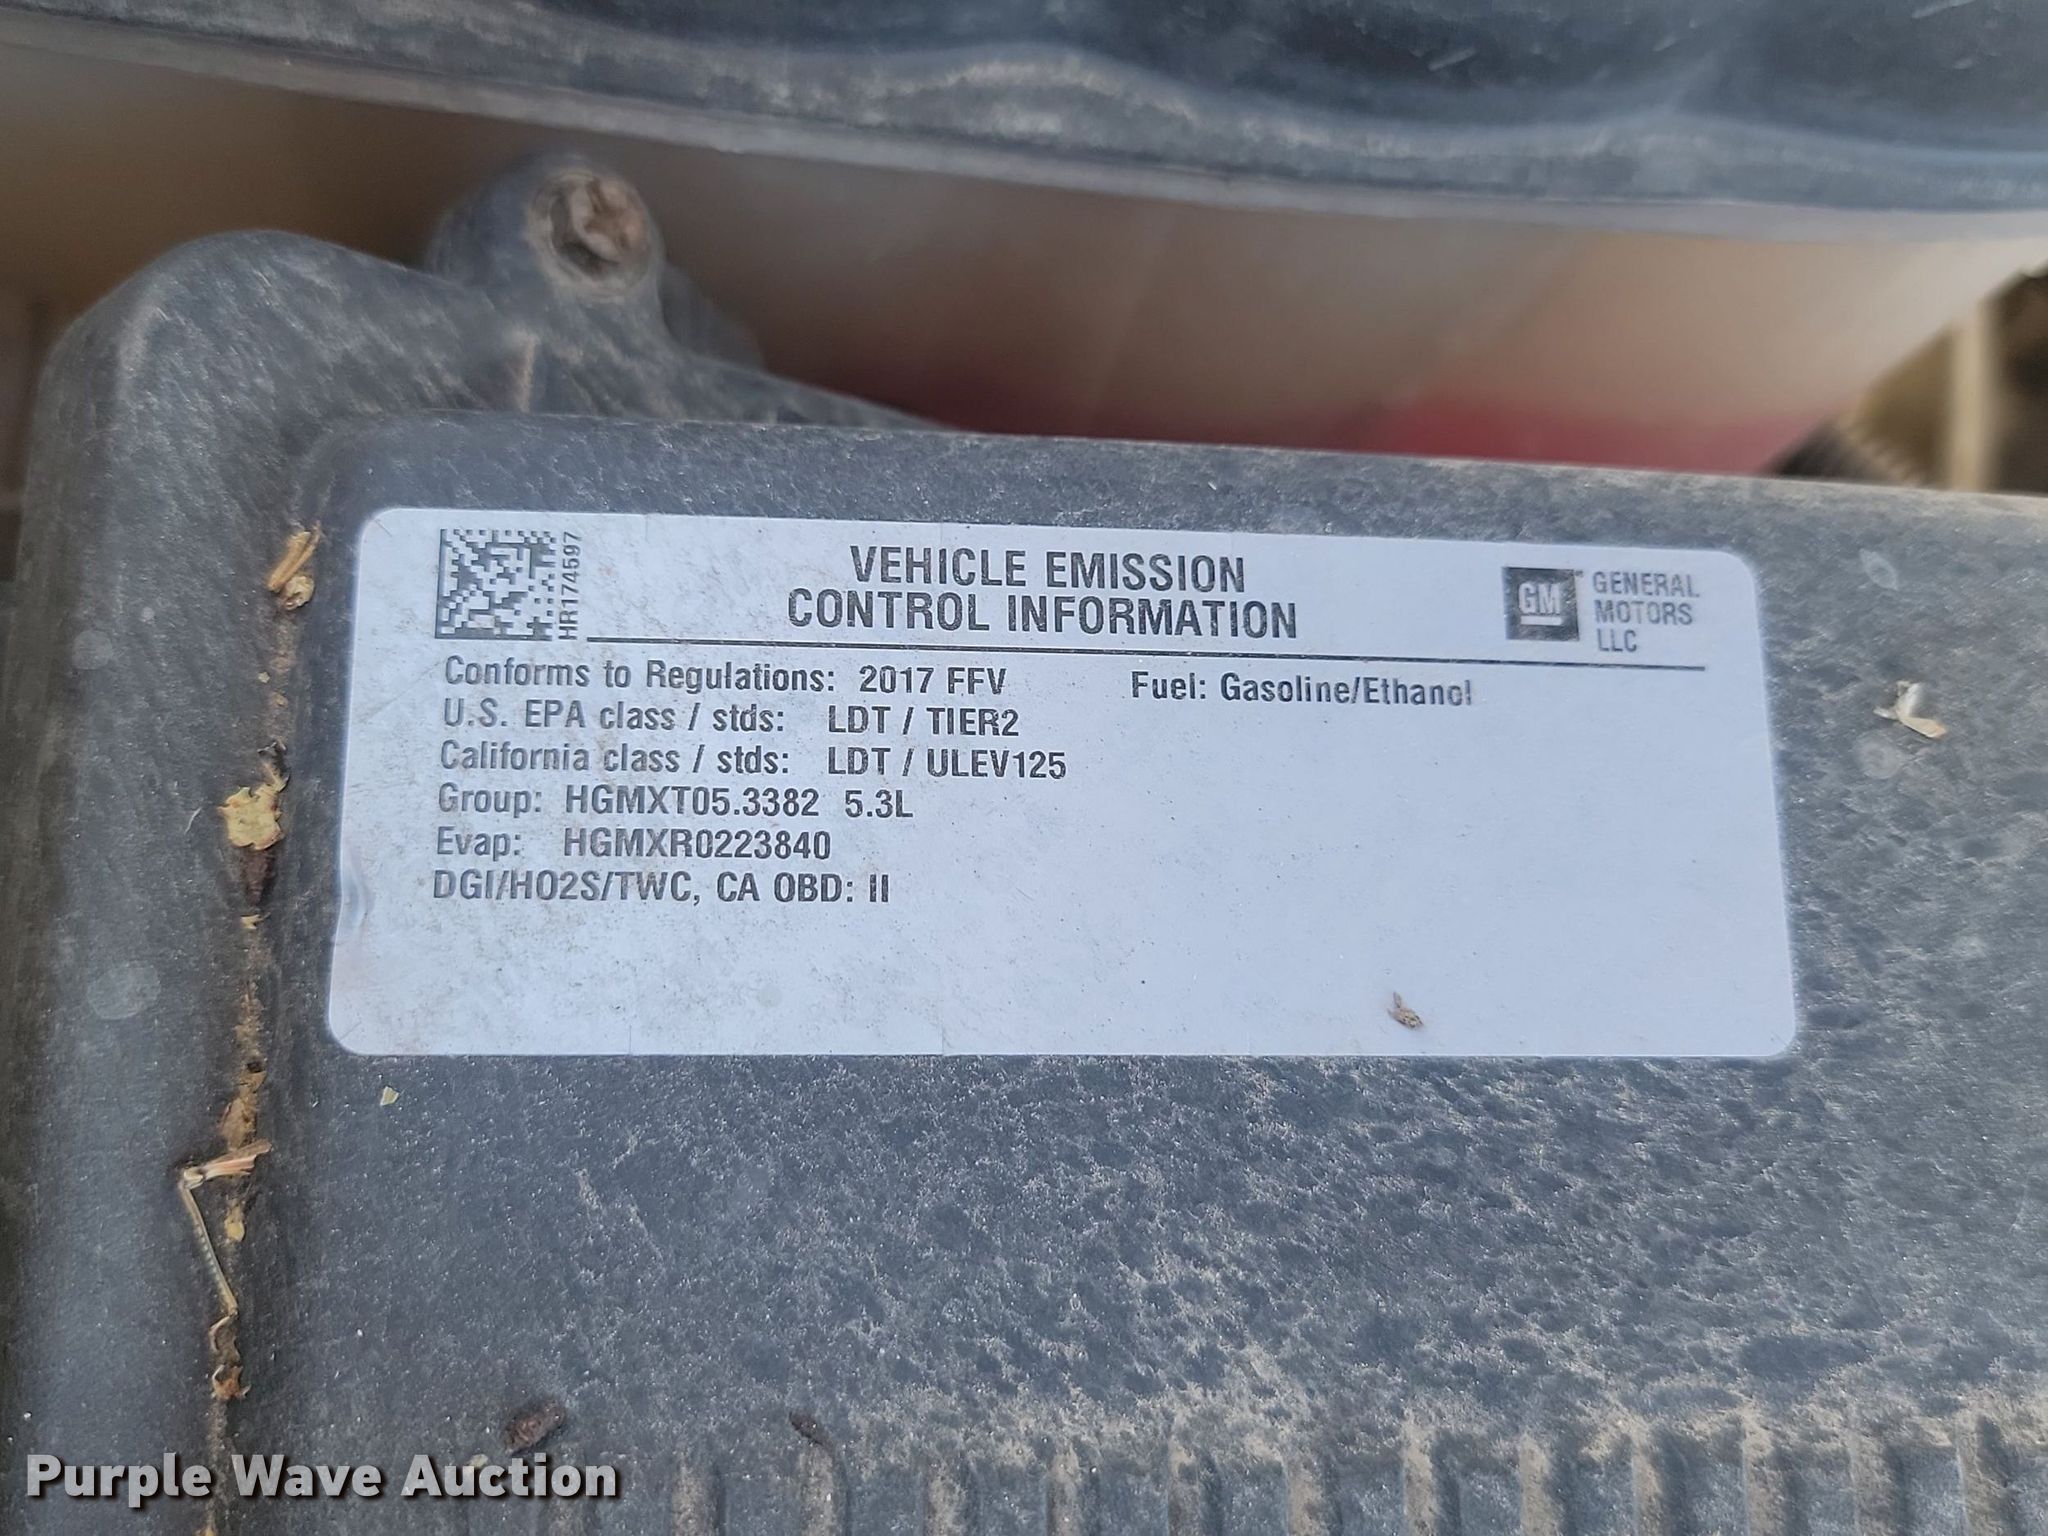 HR174597
VEHICLE EMISSION
CONTROL INFORMATION
GM
GENERAL
MOTORS
LLC
Conforms to Regulations: 2017 FFV Fuel: Gasoline/Ethanol
U.S. EPA class / stds: LDT / TIER2
California class / stds: LDT / ULEV125
Group: HGMXT05.3382 5.3L
Evap: HGMXR0223840
DGI/HO2S/TWC, CA OBD: II
Purple Wave Auction